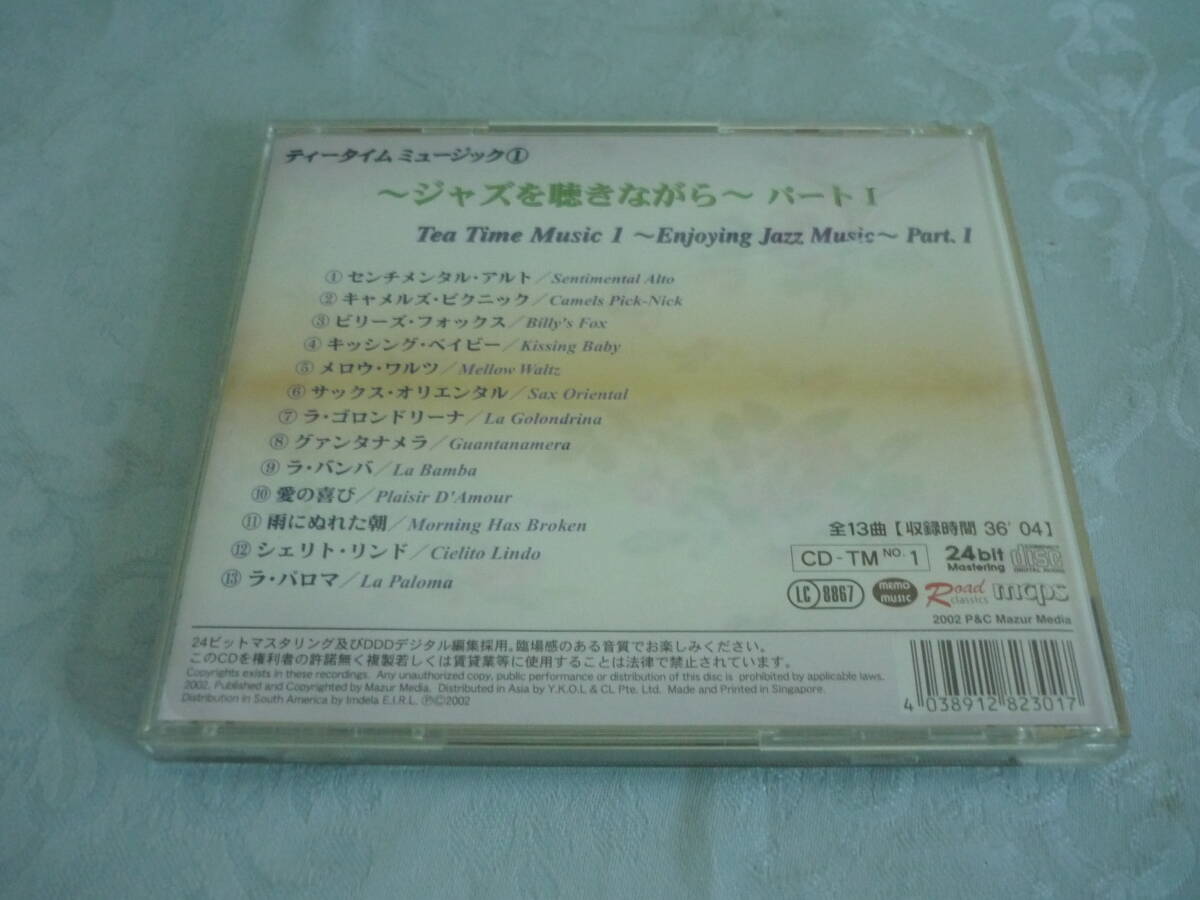 ティータイム ミュージック①
～ジャズを聴きながら～ パート I
Tea Time Music 1 ～Enjoying Jazz Music～ Part. I
① センチメンタル・アルト／Sentimental Alto
② キャメルズ・ピクニック／Camels Pick-Nick
③ ビリーズ・フォックス／Billy's Fox
④ キッシング・ベイビー／Kissing Baby
⑤ メロウ・ワルツ／Mellow Waltz
⑥ サックス・オリエンタル／Sax Oriental
⑦ ラ・ゴロンドリーナ／La Golondrina
⑧ グァンタナメラ／Guantanamera
⑨ ラ・バンバ／La Bamba
⑩ 愛の喜び／Plaisir D'Amour
⑪ 雨にぬれた朝／Morning Has Broken
⑫ シェリト・リンド／Cielito Lindo
⑬ ラ・パロマ／La Paloma
全13曲【収録時間 36' 04】
CD-TM NO. 1
24bit Mastering
COMPACT disc DIGITAL AUDIO
LC 8867
MEMO MUSIC
Road classics
mcps
2002 P&C Mazur Media
24ビットマスタリング及びDDDデジタル編集採用。臨場感のある音質でお楽しみください。
このCDを権利者の許諾無く複製若しくは賃貸業等に使用することは法律で禁止されています。
Copyrights exists in these recordings. Any unauthorized copy, public performance or distribution of this disc is prohibited by applicable laws.
2002. Published and Copyrighted by Mazur Media. Distributed in Asia by Y.K.O.L & CL Pte. Ltd. Made and Printed in Singapore.
Distribution in South America by Imdela E.I.R.L. ℗©2002
4 038912 823017